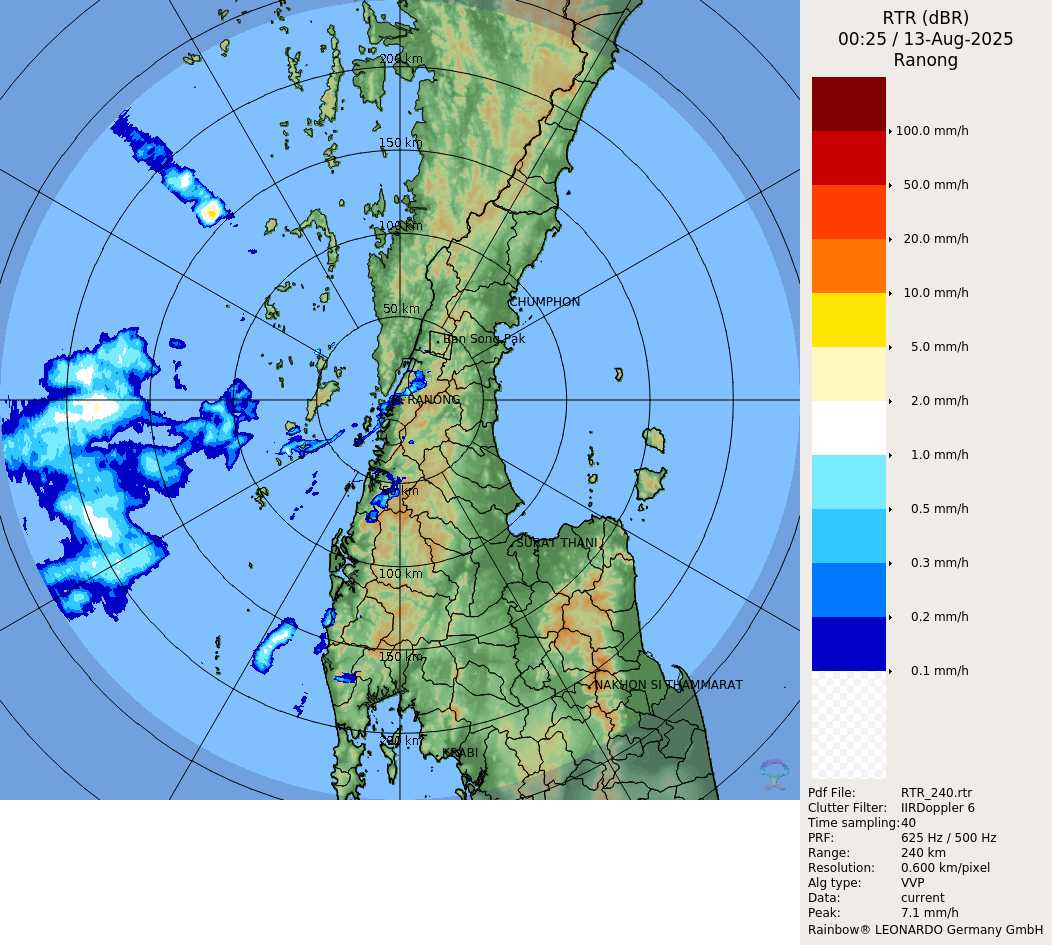 RTR (dBR)
00:25 / 13-Aug-2025
Ranong
100.0 mm/h
50.0 mm/h
20.0 mm/h
10.0 mm/h
5.0 mm/h
2.0 mm/h
1.0 mm/h
0.5 mm/h
0.3 mm/h
0.2 mm/h
0.1 mm/h
Pdf File: RTR_240.rtr
Clutter Filter: IIRDoppler 6
Time sampling: 40
PRF: 625 Hz / 500 Hz
Range: 240 km
Resolution: 0.600 km/pixel
Alg type: VVP
Data: current
Peak: 7.1 mm/h
Rainbow® LEONARDO Germany GmbH
200 km
150 km
100 km
CHUMPHON
50 km
Ban Song Pak
RANONG
50 km
SURAT THANI
100 km
150 km
NAKHON SI THAMMARAT
200 km
KRABI